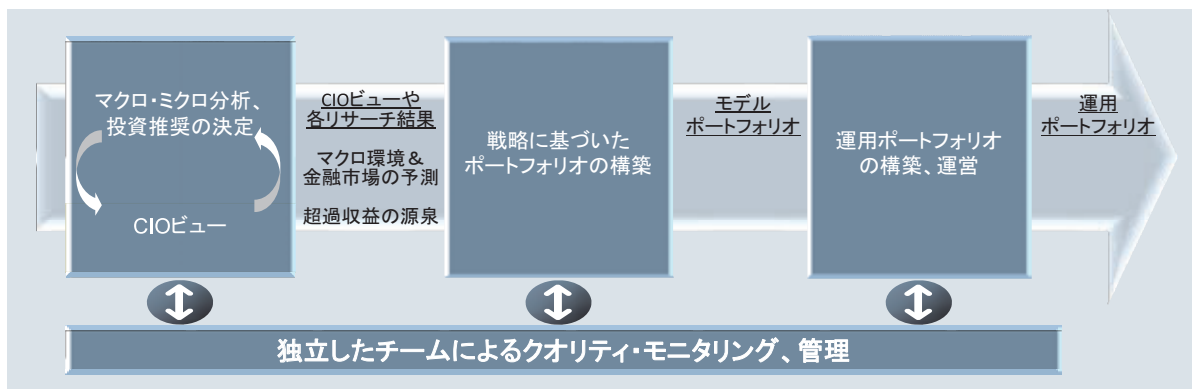 マクロ・ミクロ分析、
投資推奨の決定
CIOビュー
CIOビューや
各リサーチ結果
マクロ環境＆
金融市場の予測
超過収益の源泉
戦略に基づいた
ポートフォリオの構築
モデル
ポートフォリオ
運用ポートフォリオ
の構築、運営
運用
ポートフォリオ
独立したチームによるクオリティ・モニタリング、管理